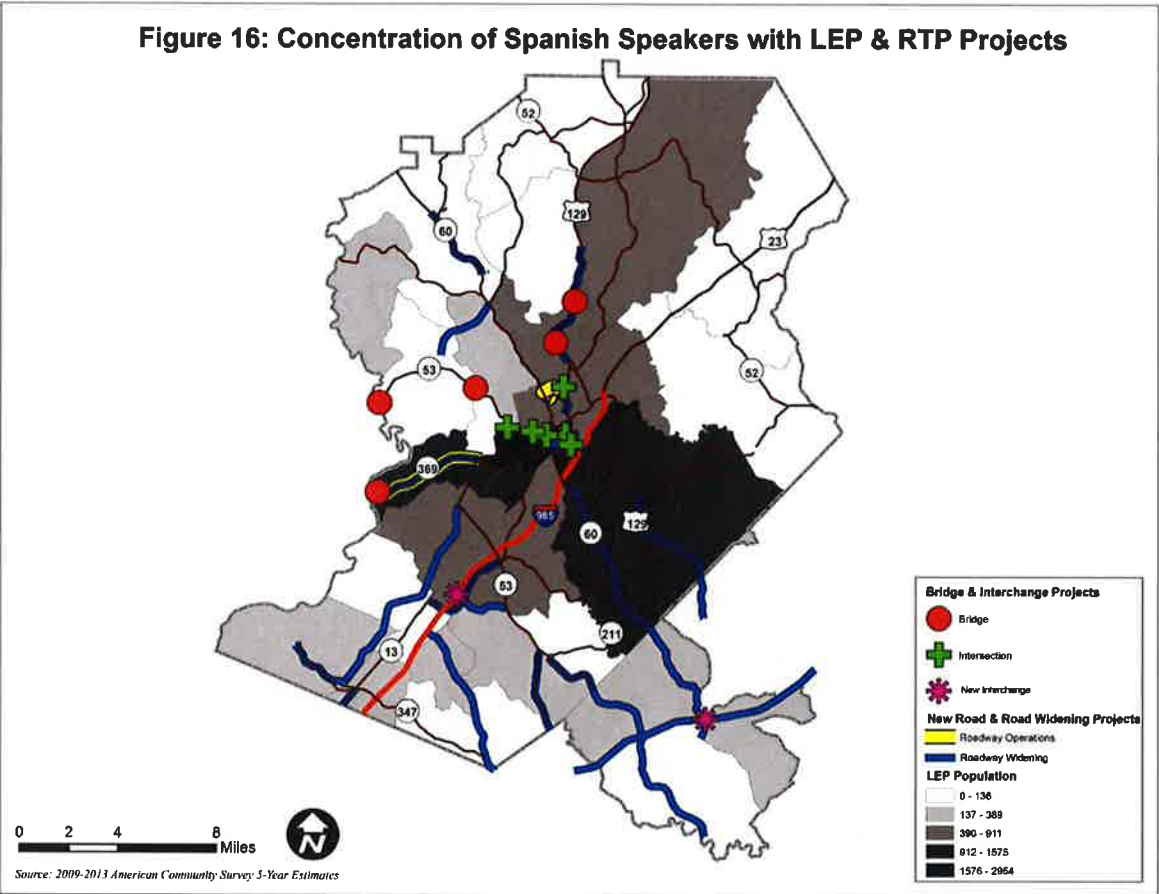 Figure 16: Concentration of Spanish Speakers with LEP & RTP Projects
52
129
60
23
53
52
369
985
60
129
53
211
13
347
Bridge & Interchange Projects
Bridge
Intersection
New Interchange
New Road & Road Widening Projects
Roadway Operations
Roadway Widening
LEP Population
0 - 136
137 - 389
390 - 911
912 - 1575
1576 - 2954
0 2 4 8
Miles
N
Source: 2009-2013 American Community Survey 5-Year Estimates